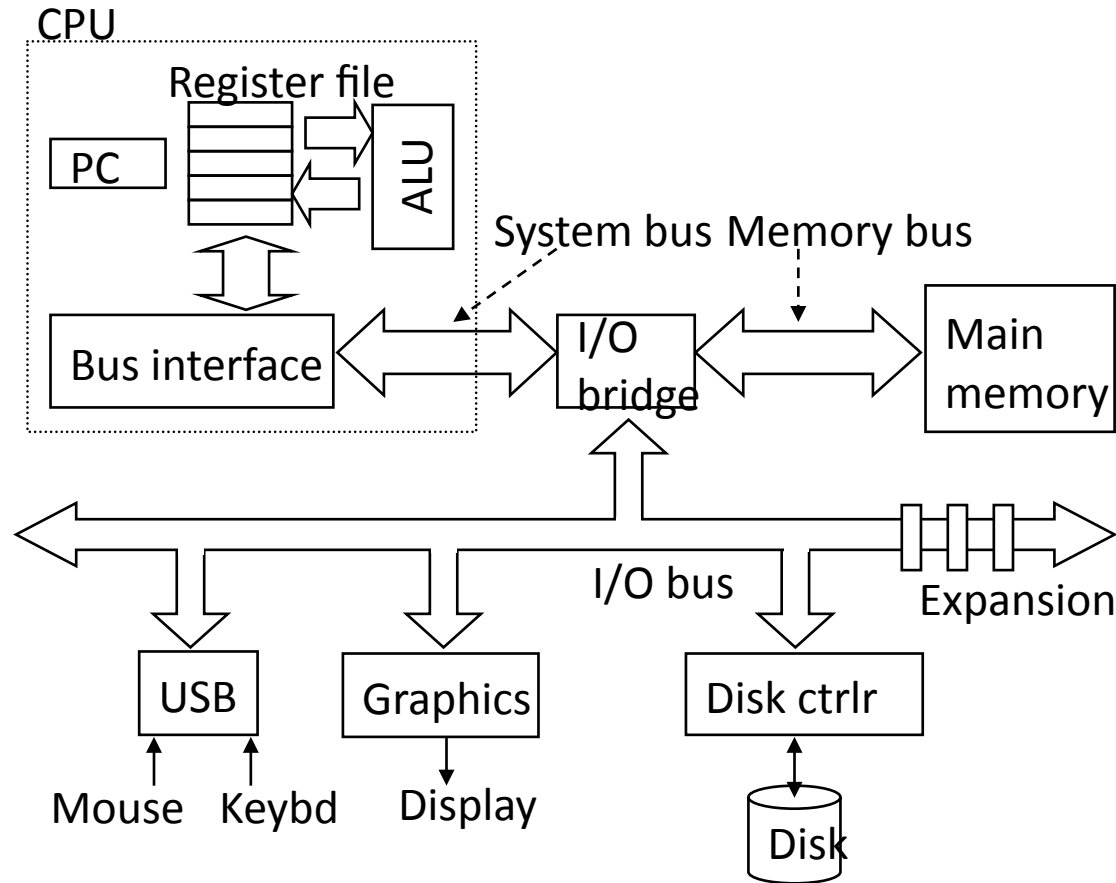 CPU
Register file
PC
ALU
System bus
Memory bus
Bus interface
I/O
bridge
Main
memory
I/O bus
Expansion
USB
Graphics
Disk ctrlr
Mouse
Keybd
Display
Disk